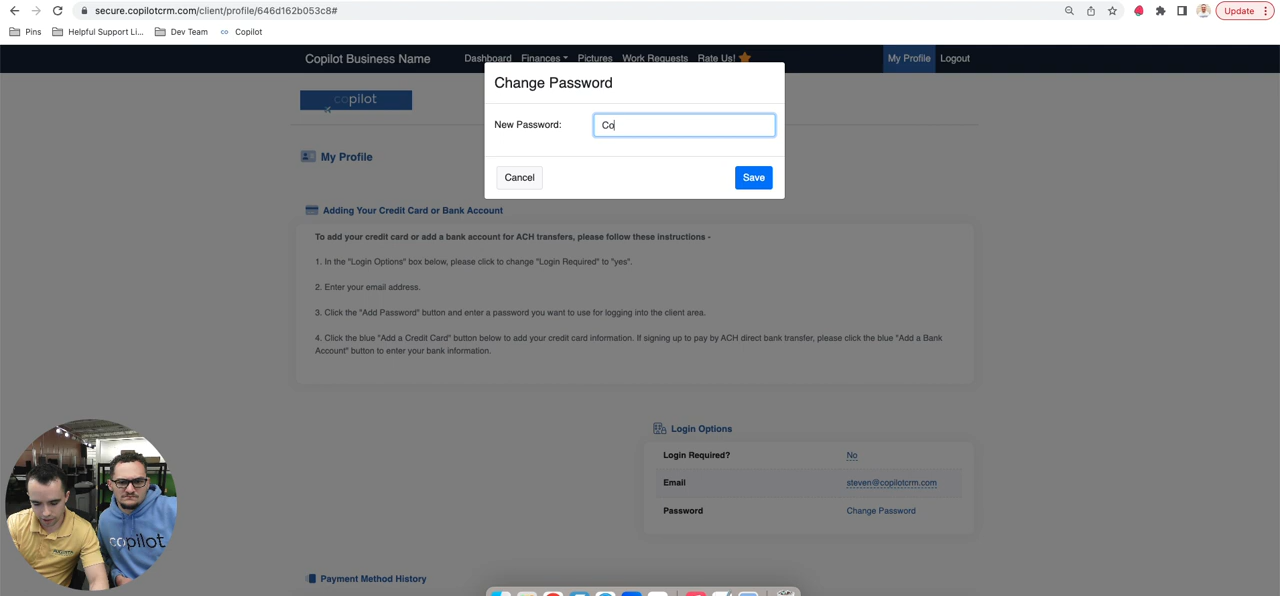 secure.copilotcrm.com/client/profile/646d162b053c8#
Update
Pins Helpful Support Li... Dev Team Copilot
Copilot Business Name Dashboard Finances Pictures Work Requests Rate Us! My Profile Logout
copilot
Change Password
New Password: Co
Cancel Save
My Profile
Adding Your Credit Card or Bank Account
To add your credit card or add a bank account for ACH transfers, please follow these instructions -
1. In the "Login Options" box below, please click to change "Login Required?" to "yes".
2. Enter your email address.
3. Click the "Add Password" button and enter a password you want to use for logging into the client area.
4. Click the blue "Add a Credit Card" button below to add your credit card information. If signing up to pay by ACH direct bank transfer, please click the blue "Add a Bank
Account" button to enter your bank information.
Login Options
Login Required? No
Email steven@copilotcrm.com
Password Change Password
copilot
Payment Method History